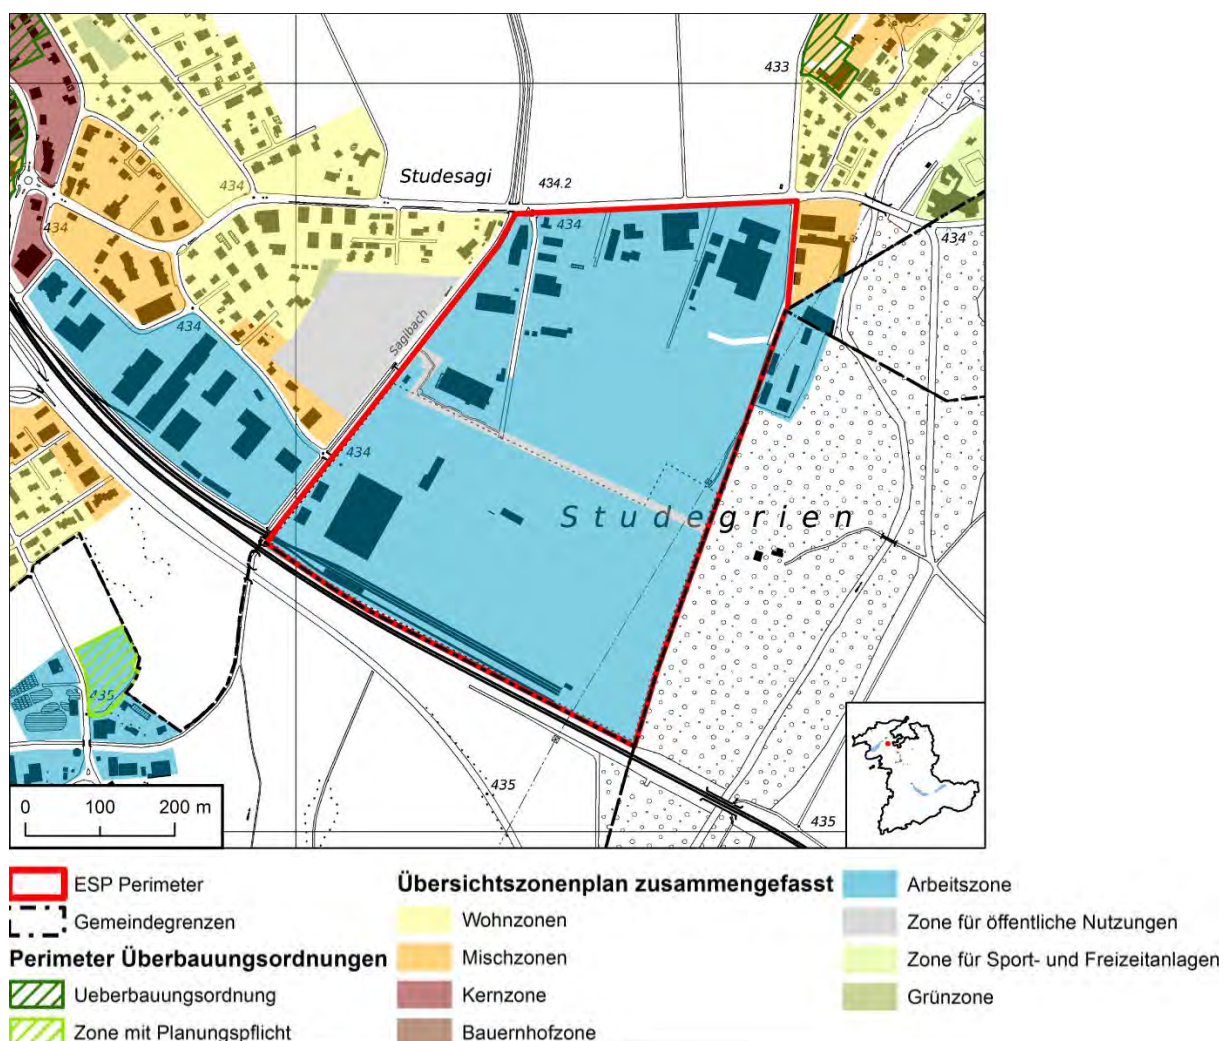 433
Studesagi
434.2
434
434
434
434
434
Sagibach
434
434
Studegrien
435
435
435
0 100 200 m
ESP Perimeter
Gemeindegrenzen
Perimeter Überbauungsordnungen
Ueberbauungsordnung
Zone mit Planungspflicht
Übersichtszonenplan zusammengefasst
Wohnzonen
Mischzonen
Kernzone
Bauernhofzone
Arbeitszone
Zone für öffentliche Nutzungen
Zone für Sport- und Freizeitanlagen
Grünzone